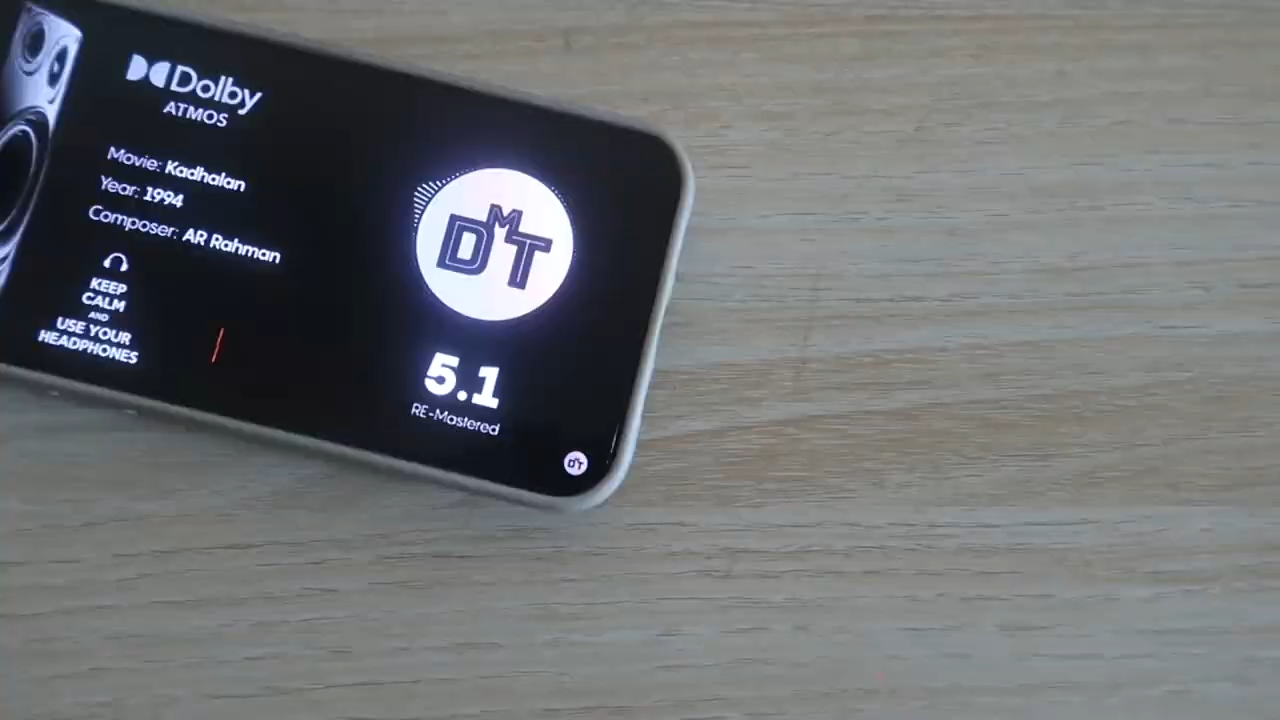 Dolby
ATMOS
Movie: Kadhalan
Year: 1994
Composer: AR Rahman
KEEP
CALM
AND
USE YOUR
HEADPHONES
DMT
5.1
RE-Mastered
DMT